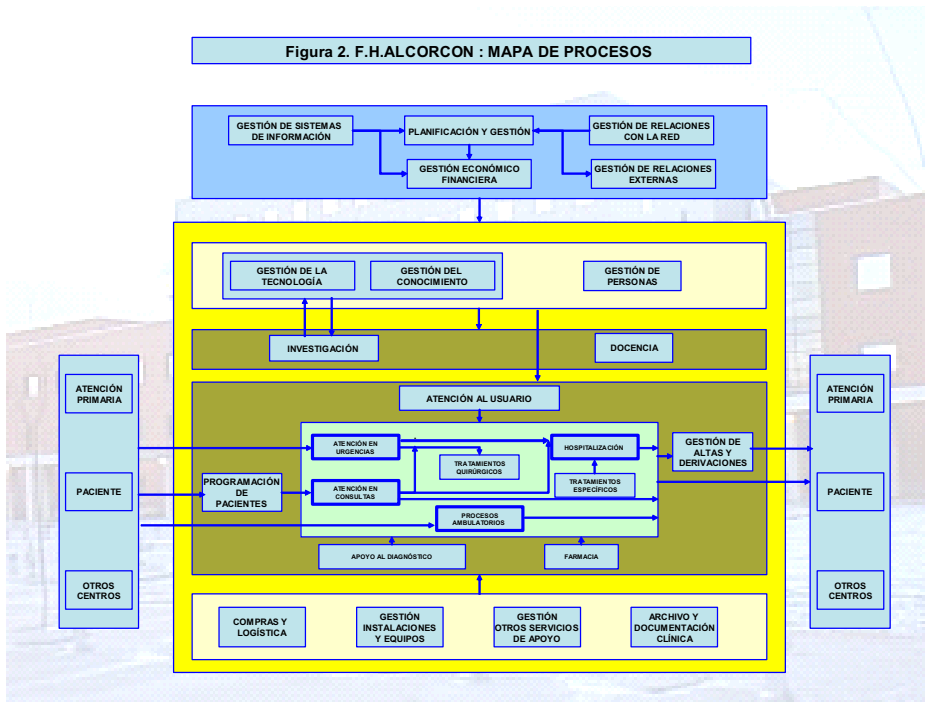 Figura 2. F.H.ALCORCON : MAPA DE PROCESOS
GESTIÓN DE SISTEMAS
DE INFORMACIÓN
PLANIFICACIÓN Y GESTIÓN
GESTIÓN DE RELACIONES
CON LA RED
GESTIÓN ECONÓMICO
FINANCIERA
GESTIÓN DE RELACIONES
EXTERNAS
GESTIÓN DE LA
TECNOLOGÍA
GESTIÓN DEL
CONOCIMIENTO
GESTIÓN DE
PERSONAS
INVESTIGACIÓN
DOCENCIA
ATENCIÓN
PRIMARIA
PACIENTE
OTROS
CENTROS
ATENCIÓN AL USUARIO
PROGRAMACIÓN
DE
PACIENTES
ATENCIÓN EN
URGENCIAS
HOSPITALIZACIÓN
TRATAMIENTOS
QUIRÚRGICOS
ATENCIÓN EN
CONSULTAS
TRATAMIENTOS
ESPECÍFICOS
PROCESOS
AMBULATORIOS
GESTIÓN DE
ALTAS Y
DERIVACIONES
APOYO AL DIAGNÓSTICO
FARMACIA
ATENCIÓN
PRIMARIA
PACIENTE
OTROS
CENTROS
COMPRAS Y
LOGÍSTICA
GESTIÓN
INSTALACIONES
Y EQUIPOS
GESTIÓN
OTROS SERVICIOS
DE APOYO
ARCHIVO Y
DOCUMENTACIÓN
CLÍNICA